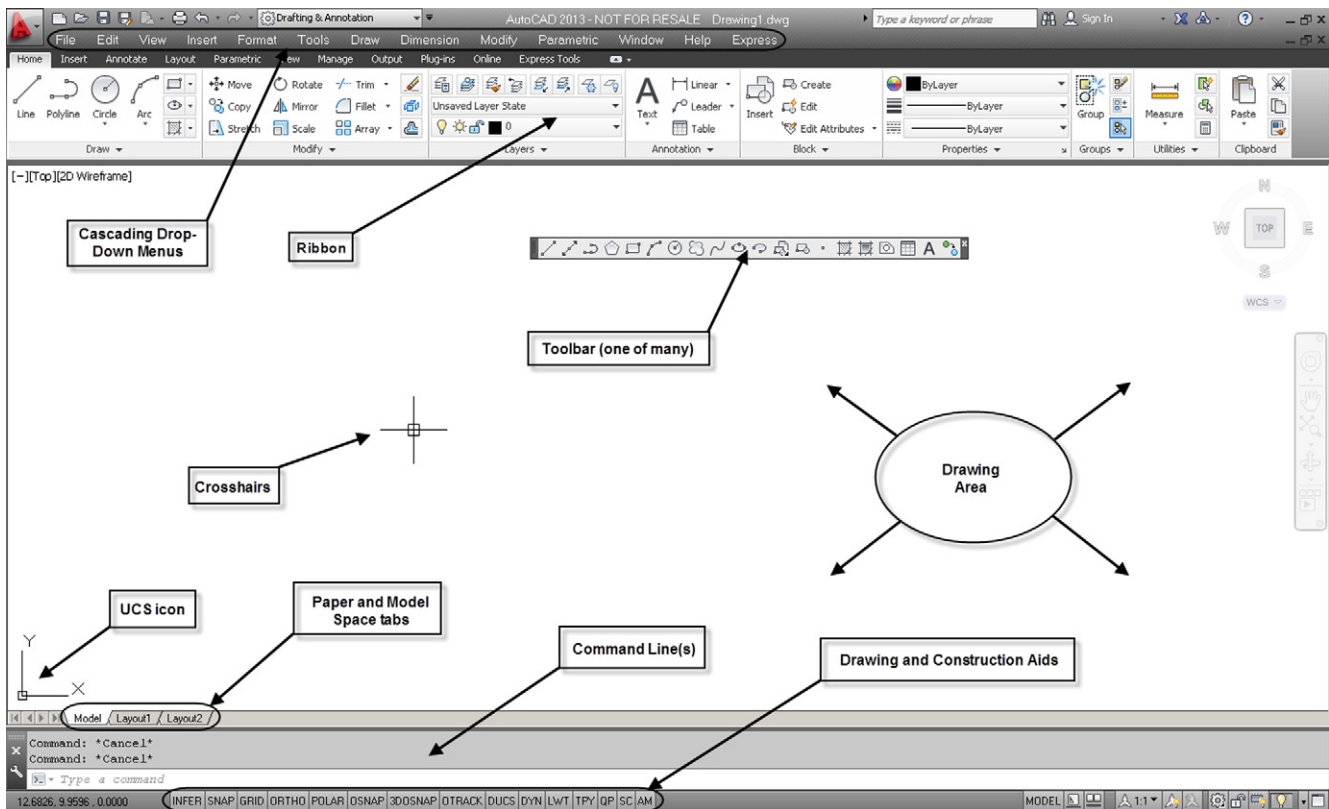 Drafting & Annotation
AutoCAD 2013 - NOT FOR RESALE Drawing1.dwg
Type a keyword or phrase
Sign In
File Edit View Insert Format Tools Draw Dimension Modify Parametric Window Help Express
Home Insert Annotate Layout Parametric ew Manage Output Plug-ins Online Express Tools
Move Rotate Trim
Unsaved Layer State
Linear
Create
ByLayer
Line Polyline Circle Arc
Copy Mirror Fillet
Text
Leader
Insert
Edit
ByLayer
Group
Measure
Paste
Stretch Scale Array
0
Table
Edit Attributes
ByLayer
Draw Modify Layers Annotation Block Properties Groups Utilities Clipboard
[-][Top][2D Wireframe]
N
W TOP E
S
WCS
Cascading Drop-
Down Menus
Ribbon
A
Toolbar (one of many)
Crosshairs
Drawing
Area
UCS icon
Paper and Model
Space tabs
Command Line(s)
Drawing and Construction Aids
Y
X
Model Layout1 Layout2
Command: *Cancel*
Command: *Cancel*
Type a command
12.6826, 9.9596 , 0.0000
INFER SNAP GRID ORTHO POLAR OSNAP 3DOSNAP OTRACK DUCS DYN LWT TPY QP SC AM
MODEL
1:1